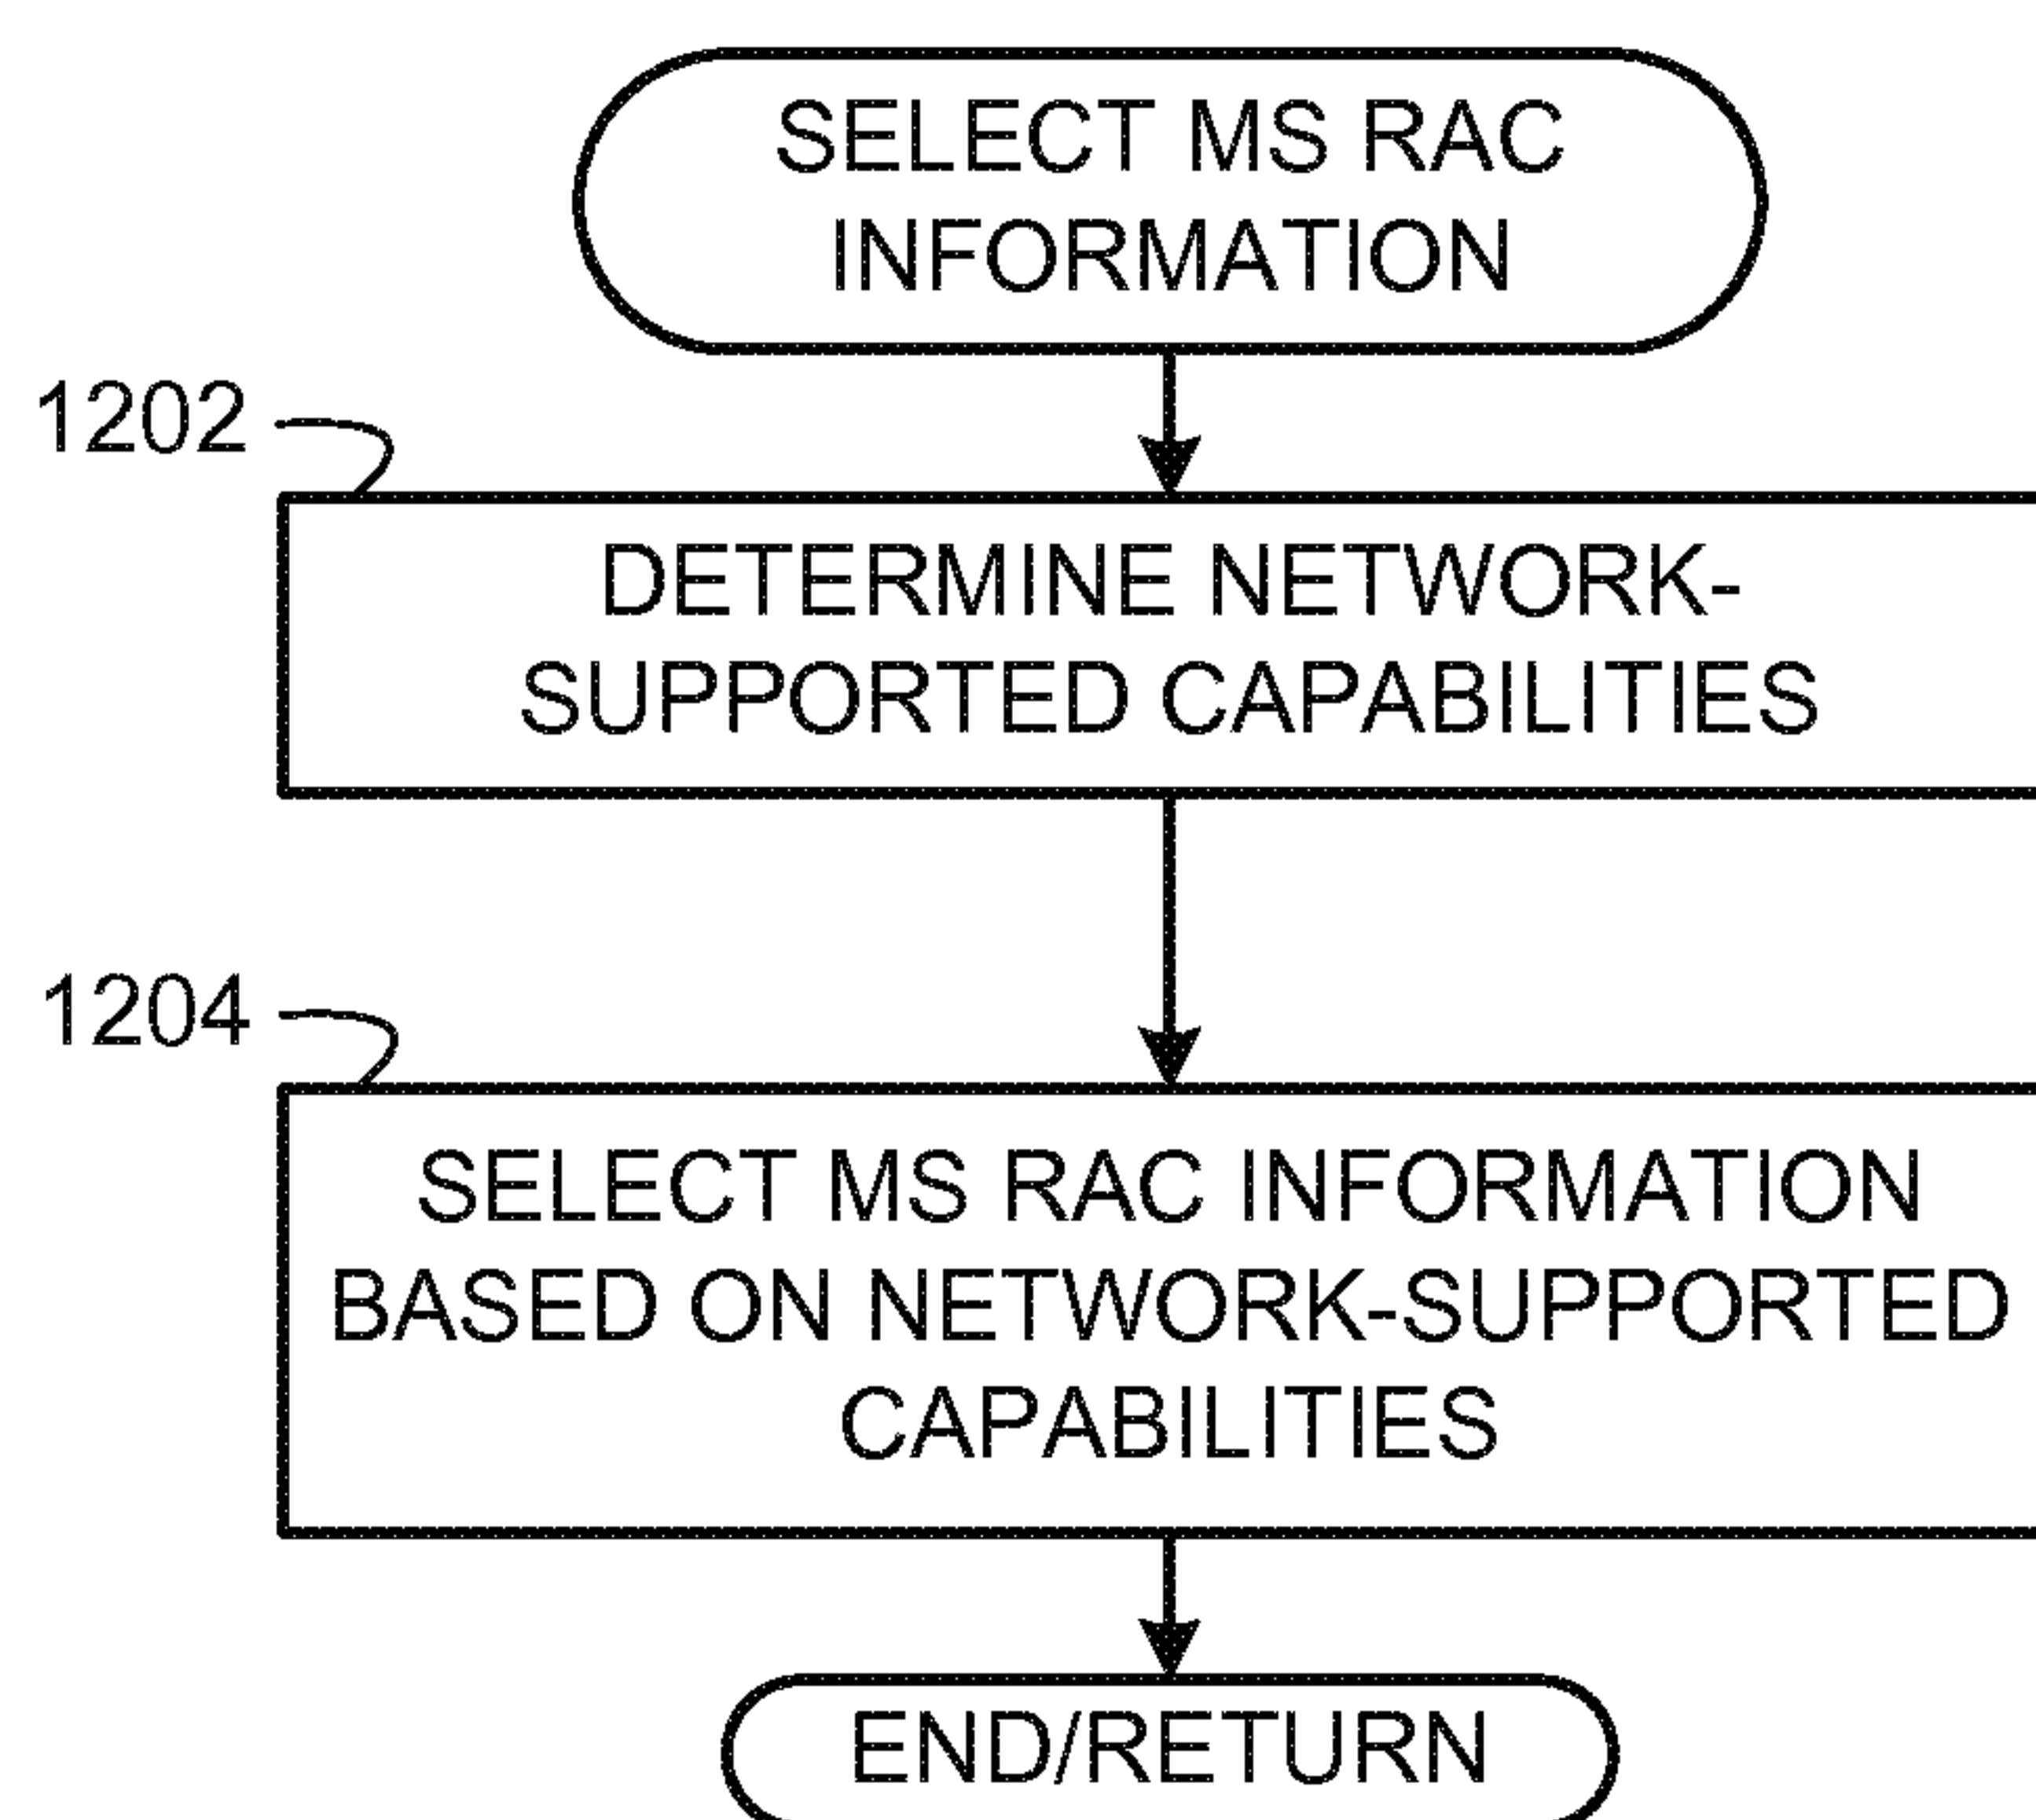 SELECT MS RAC
INFORMATION
1202
DETERMINE NETWORK-
SUPPORTED CAPABILITIES
1204
SELECT MS RAC INFORMATION
BASED ON NETWORK-SUPPORTED
CAPABILITIES
END/RETURN